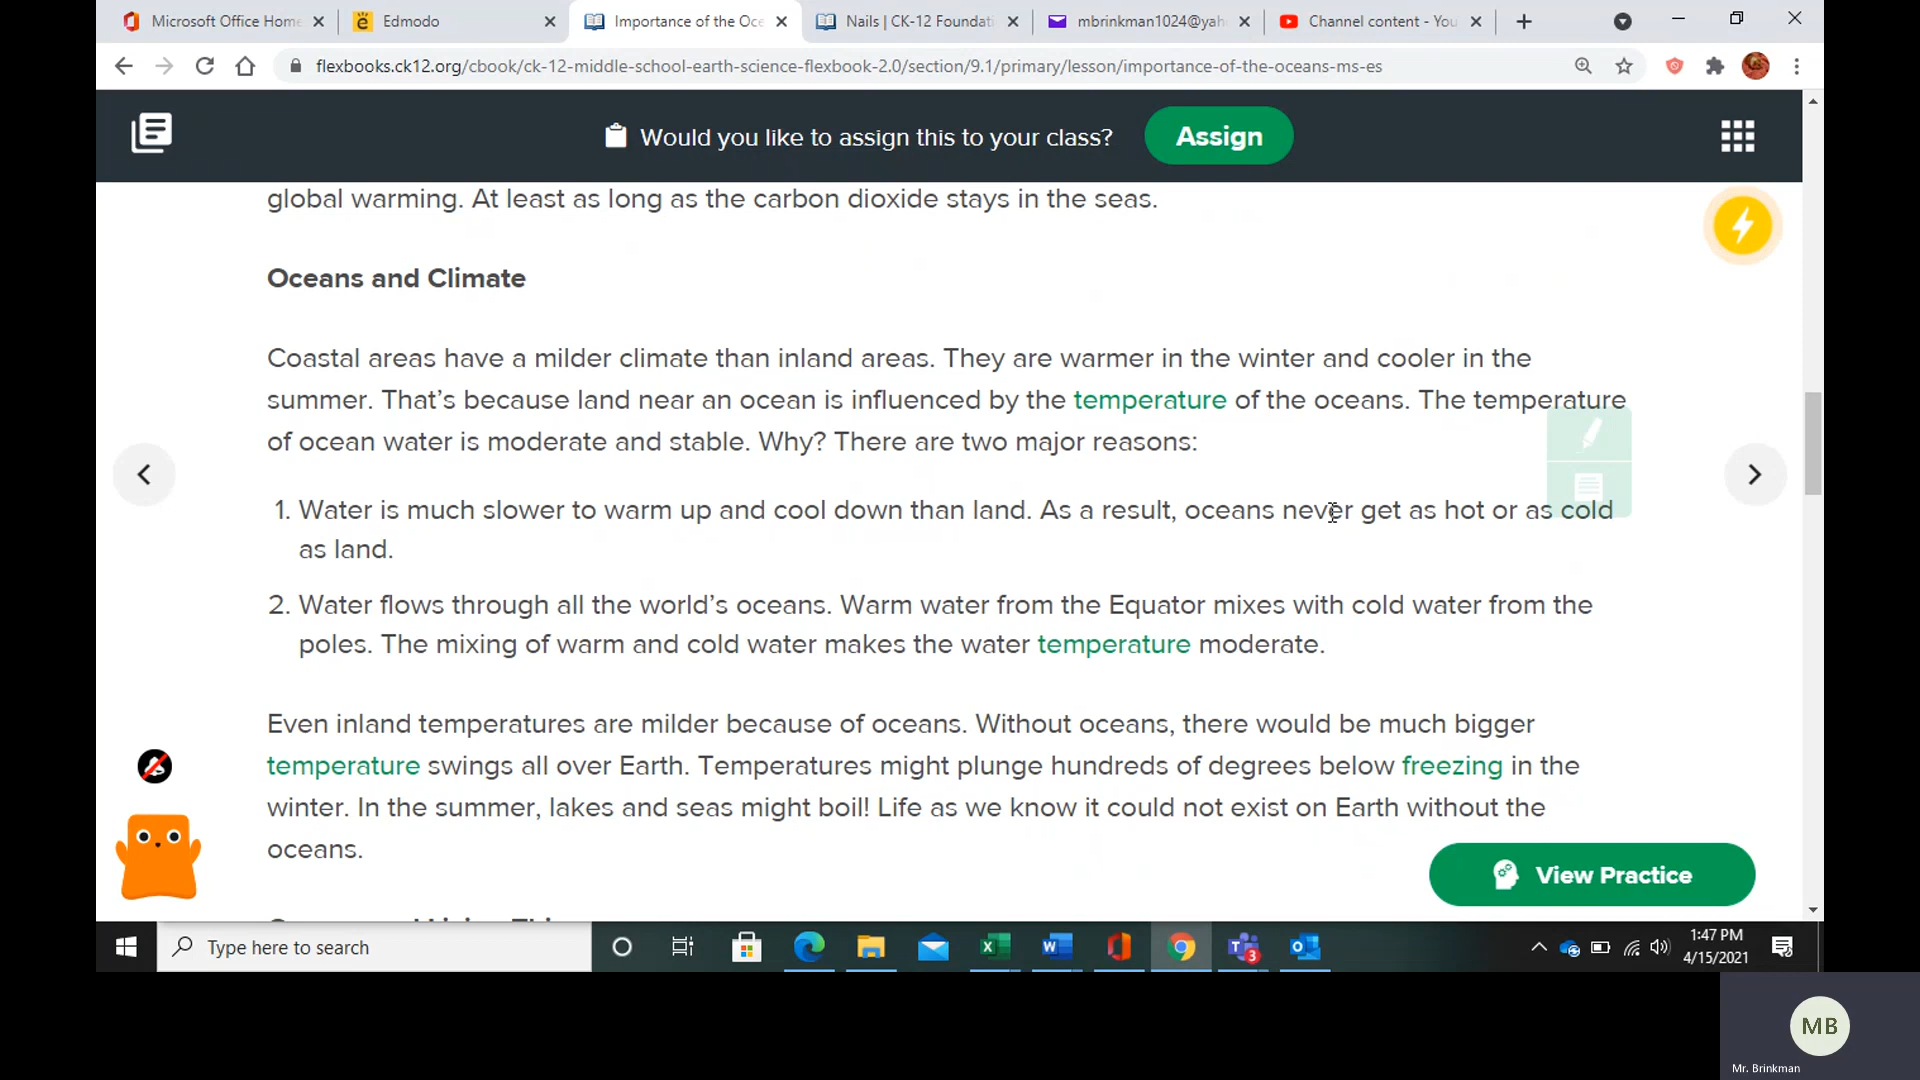 Microsoft Office Home
Edmodo
Importance of the Oce
Nails | CK-12 Foundati
mbrinkman1024@yah
Channel content - You
flexbooks.ck12.org/cbook/ck-12-middle-school-earth-science-flexbook-2.0/section/9.1/primary/lesson/importance-of-the-oceans-ms-es
Would you like to assign this to your class?
Assign
global warming. At least as long as the carbon dioxide stays in the seas.
Oceans and Climate
Coastal areas have a milder climate than inland areas. They are warmer in the winter and cooler in the
summer. That’s because land near an ocean is influenced by the temperature of the oceans. The temperature
of ocean water is moderate and stable. Why? There are two major reasons:
1. Water is much slower to warm up and cool down than land. As a result, oceans never get as hot or as cold
as land.
2. Water flows through all the world’s oceans. Warm water from the Equator mixes with cold water from the
poles. The mixing of warm and cold water makes the water temperature moderate.
Even inland temperatures are milder because of oceans. Without oceans, there would be much bigger
temperature swings all over Earth. Temperatures might plunge hundreds of degrees below freezing in the
winter. In the summer, lakes and seas might boil! Life as we know it could not exist on Earth without the
oceans.
View Practice
Type here to search
3
1:47 PM
4/15/2021
MB
Mr. Brinkman